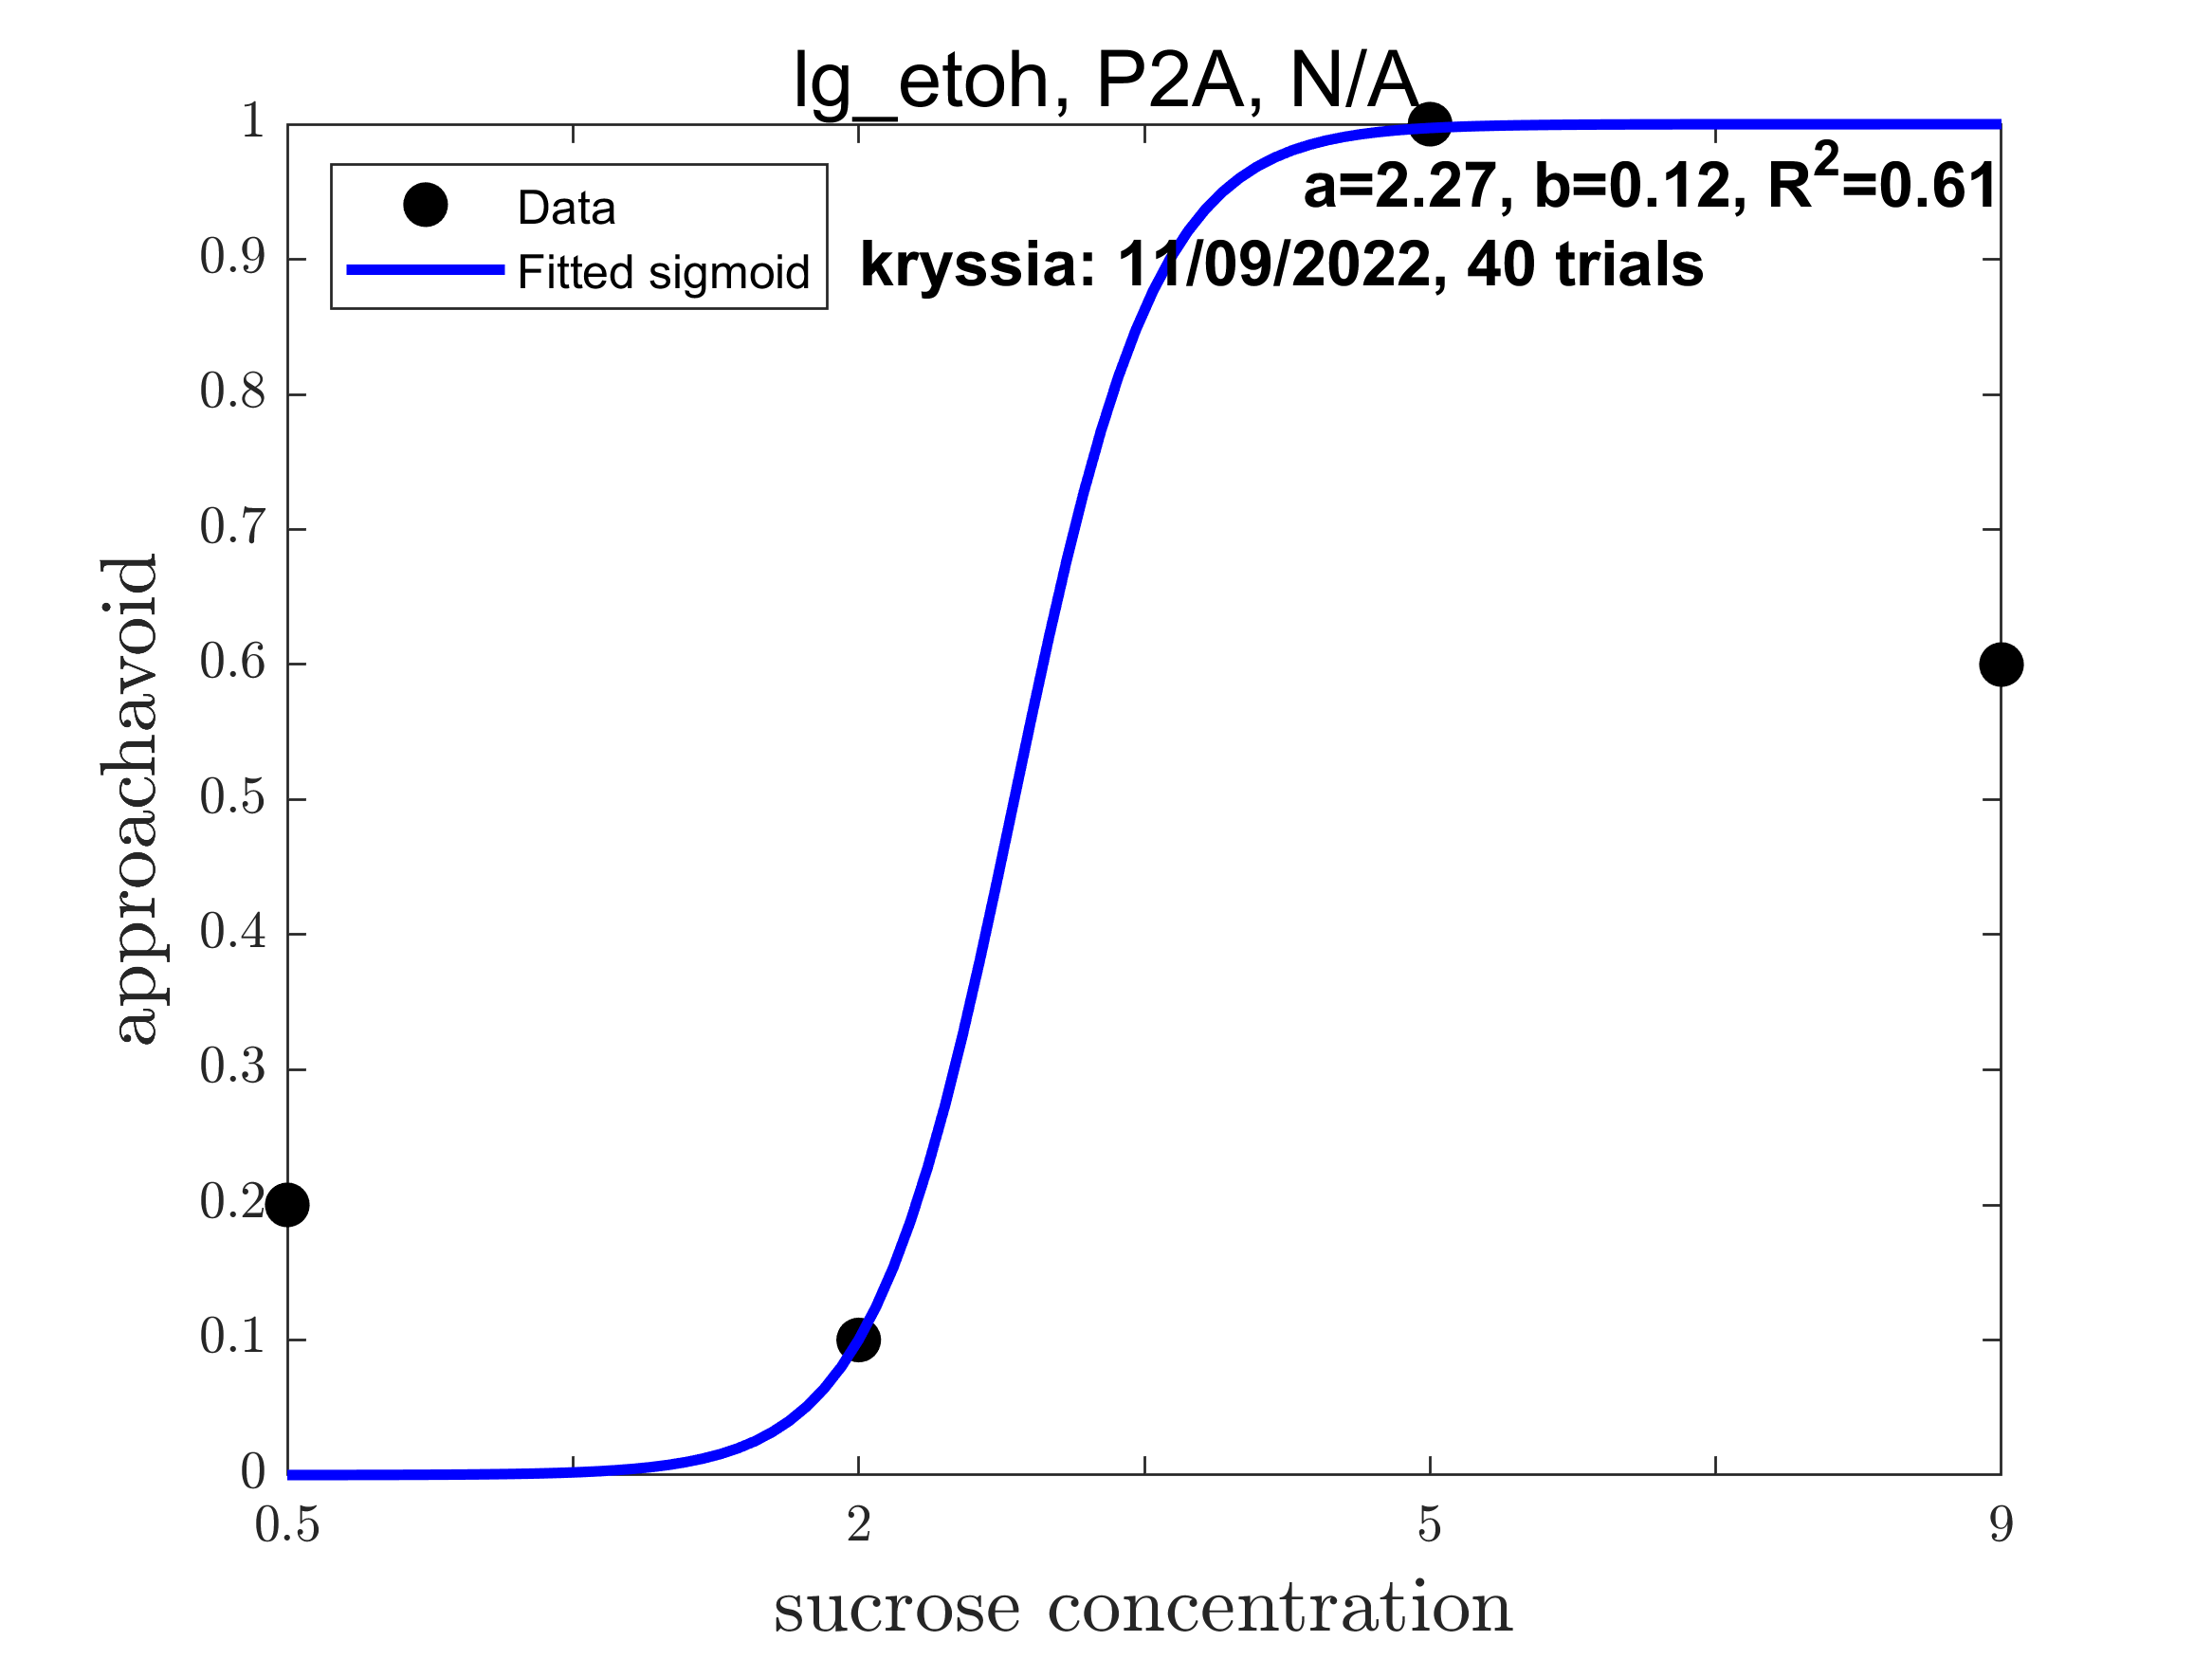 lg_etoh, P2A, N/A
1
Data
Fitted sigmoid
a=2.27, b=0.12, R²=0.61
kryssia: 11/09/2022, 40 trials
0.9
0.8
0.7
0.6
0.5
0.4
0.3
0.2
0.1
0
approachavoid
0.5 2 5 9
sucrose concentration